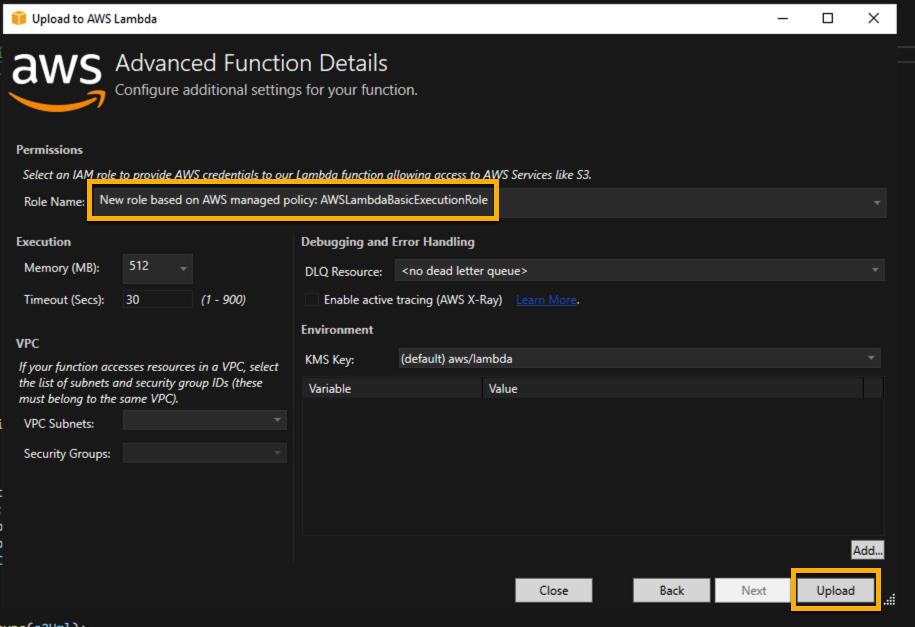 Upload to AWS Lambda
aws
Advanced Function Details
Configure additional settings for your function.
Permissions
Select an IAM role to provide AWS credentials to our Lambda function allowing access to AWS Services like S3.
Role Name: New role based on AWS managed policy: AWSLambdaBasicExecutionRole
Execution
Memory (MB): 512
Timeout (Secs): 30 (1 - 900)
VPC
If your function accesses resources in a VPC, select
the list of subnets and security group IDs (these
must belong to the same VPC).
VPC Subnets:
Security Groups:
Debugging and Error Handling
DLQ Resource: <no dead letter queue>
Enable active tracing (AWS X-Ray) Learn More.
Environment
KMS Key: (default) aws/lambda
Variable Value
Add...
Close Back Next Upload